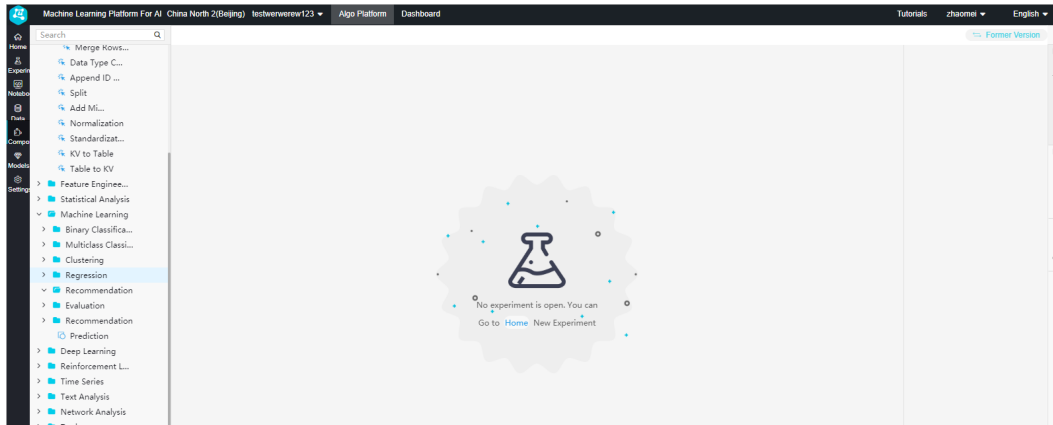 Machine Learning Platform For AI China North 2(Beijing) testwerwerew123 Algo Platform Dashboard Tutorials zhaomei English
Former Version
Home
Experim
Notebo
Data
Compo
Models
Settings
Search
Merge Rows...
Data Type C...
Append ID ...
Split
Add Mi...
Normalization
Standardizat...
KV to Table
Table to KV
Feature Enginee...
Statistical Analysis
Machine Learning
Binary Classifica...
Multiclass Classi...
Clustering
Regression
Recommendation
Evaluation
Recommendation
Prediction
Deep Learning
Reinforcement L...
Time Series
Text Analysis
Network Analysis
No experiment is open. You can
Go to Home New Experiment